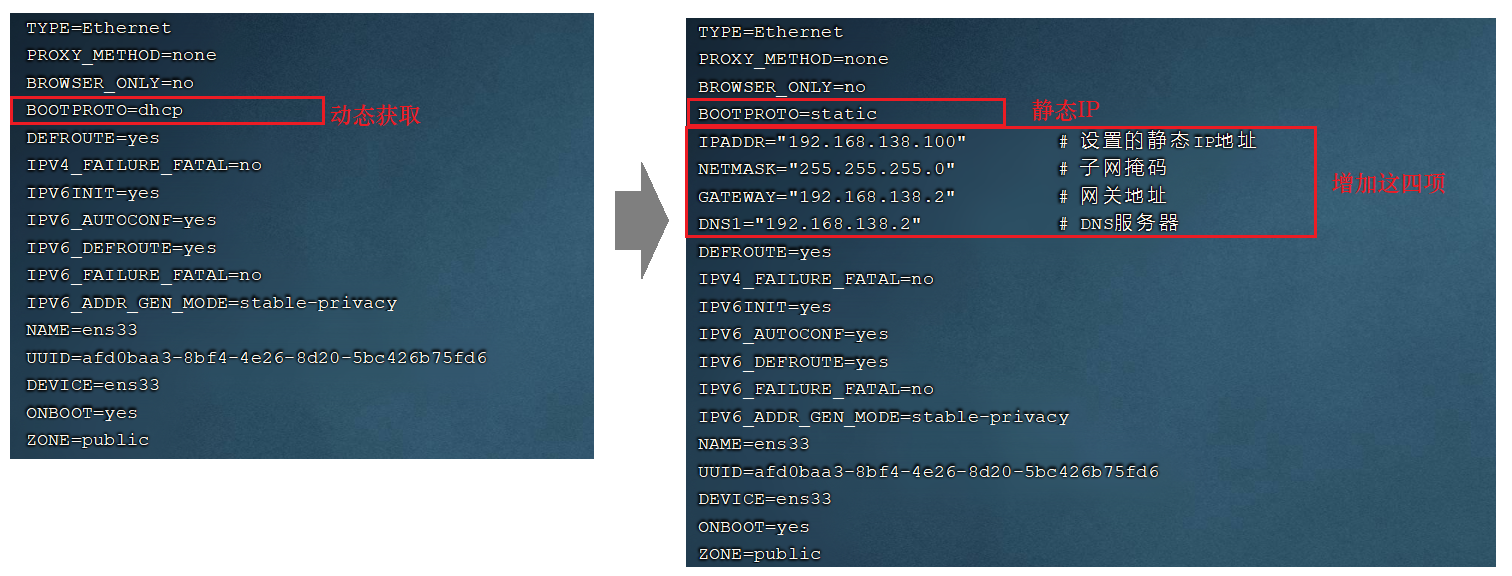 TYPE=Ethernet
PROXY_METHOD=none
BROWSER_ONLY=no
BOOTPROTO=dhcp 动态获取
DEFROUTE=yes
IPV4_FAILURE_FATAL=no
IPV6INIT=yes
IPV6_AUTOCONF=yes
IPV6_DEFROUTE=yes
IPV6_FAILURE_FATAL=no
IPV6_ADDR_GEN_MODE=stable-privacy
NAME=ens33
UUID=afd0baa3-8bf4-4e26-8d20-5bc426b75fd6
DEVICE=ens33
ONBOOT=yes
ZONE=public
TYPE=Ethernet
PROXY_METHOD=none
BROWSER_ONLY=no
BOOTPROTO=static 静态IP
IPADDR="192.168.138.100" # 设置的静态IP地址
NETMASK="255.255.255.0" # 子网掩码
GATEWAY="192.168.138.2" # 网关地址
DNS1="192.168.138.2" # DNS服务器
增加这四项
DEFROUTE=yes
IPV4_FAILURE_FATAL=no
IPV6INIT=yes
IPV6_AUTOCONF=yes
IPV6_DEFROUTE=yes
IPV6_FAILURE_FATAL=no
IPV6_ADDR_GEN_MODE=stable-privacy
NAME=ens33
UUID=afd0baa3-8bf4-4e26-8d20-5bc426b75fd6
DEVICE=ens33
ONBOOT=yes
ZONE=public